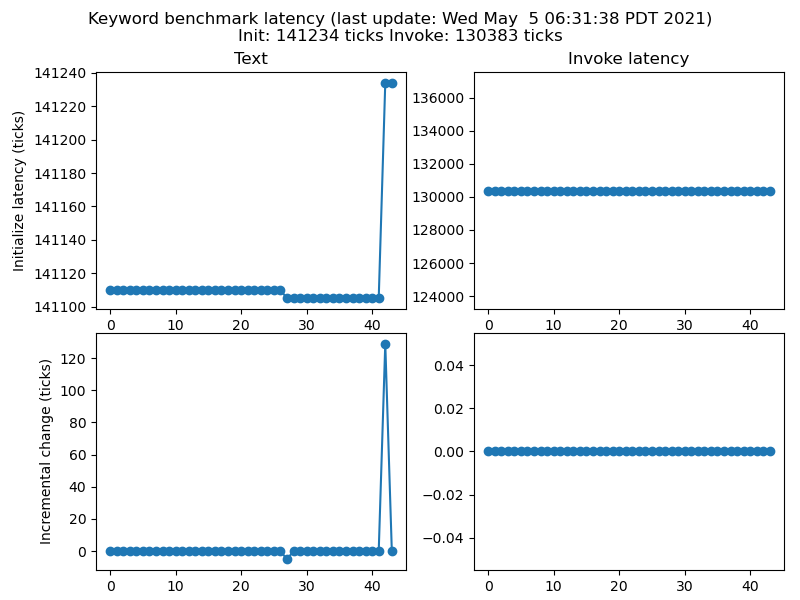 Keyword benchmark latency (last update: Wed May  5 06:31:38 PDT 2021)
Init: 141234 ticks Invoke: 130383 ticks
Text
Invoke latency
Initialize latency (ticks)
141240
141220
141200
141180
141160
141140
141120
141100
0 10 20 30 40
136000
134000
132000
130000
128000
126000
124000
0 10 20 30 40
Incremental change (ticks)
120
100
80
60
40
20
0
0 10 20 30 40
0.04
0.02
0.00
−0.02
−0.04
0 10 20 30 40